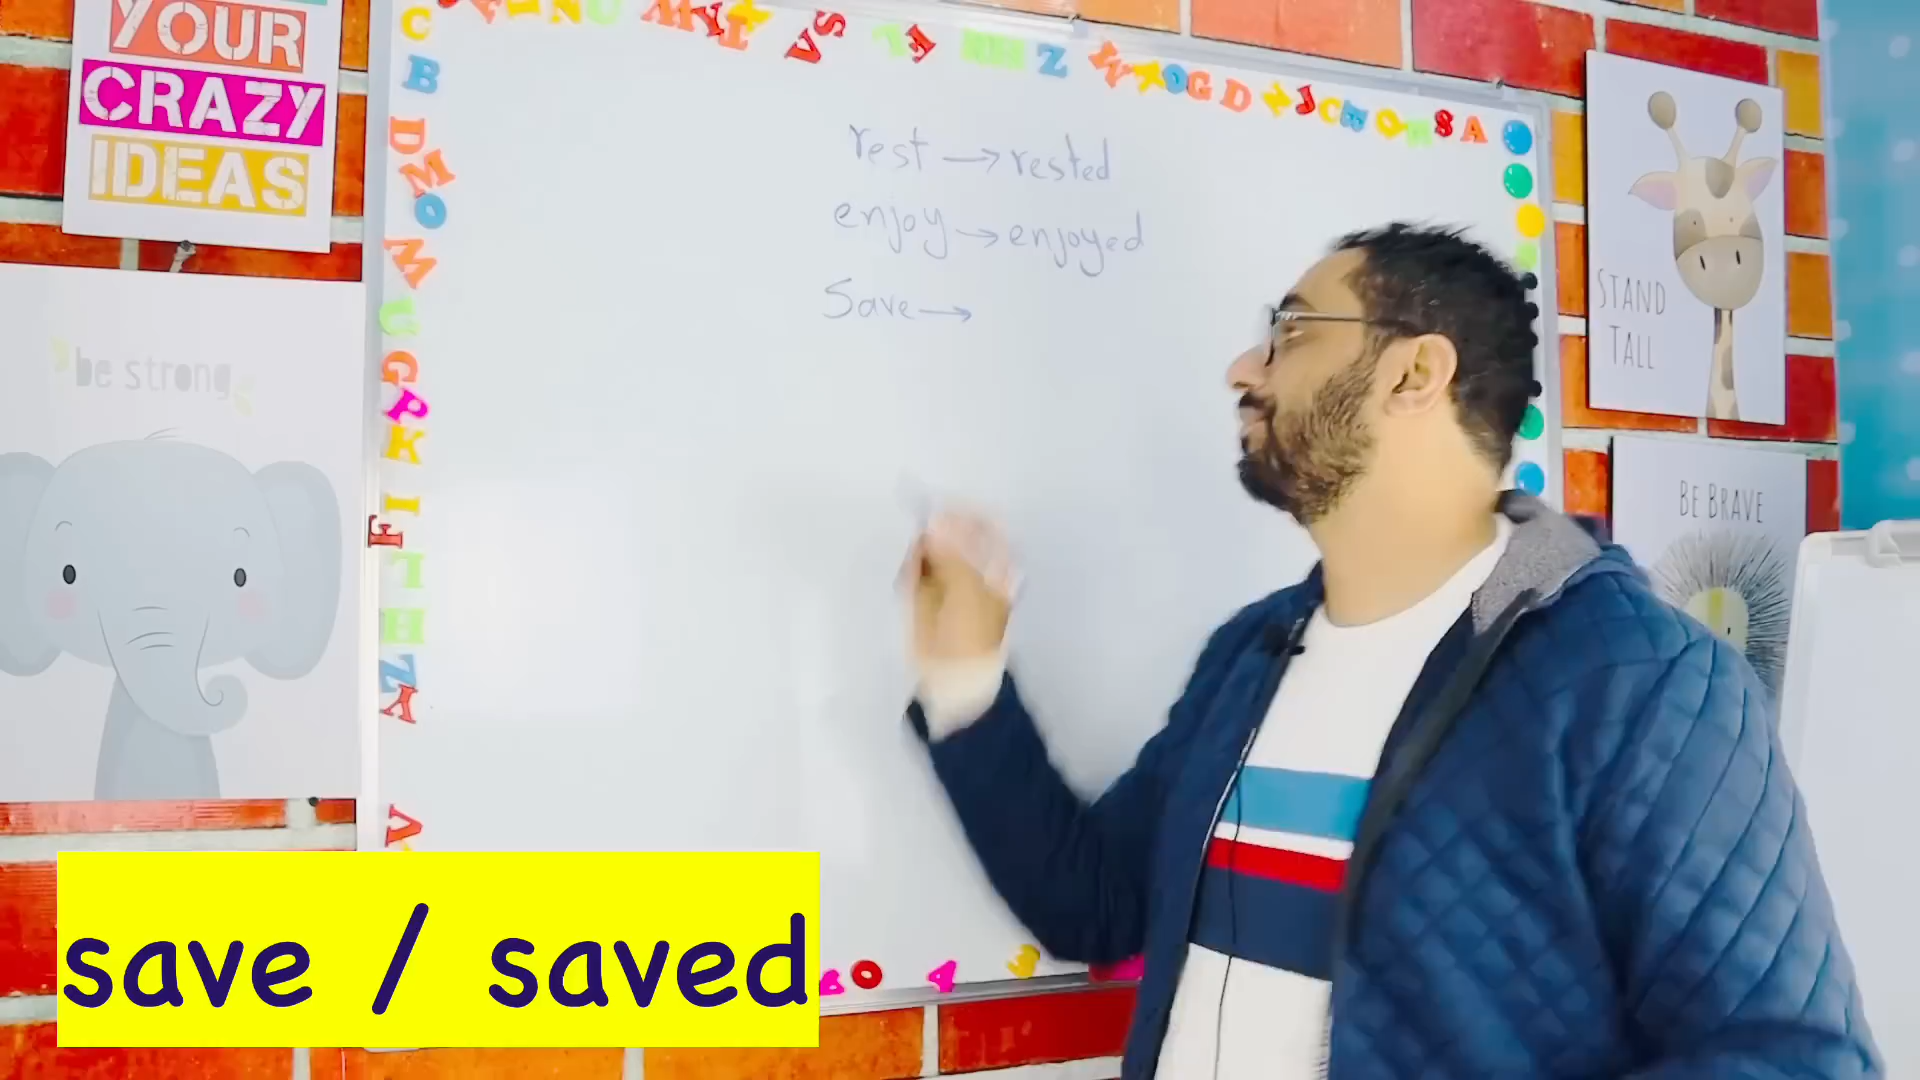 YOUR
CRAZY
IDEAS
be strong
rest → rested
enjoy → enjoyed
Save →
STAND
TALL
BE BRAVE
save / saved